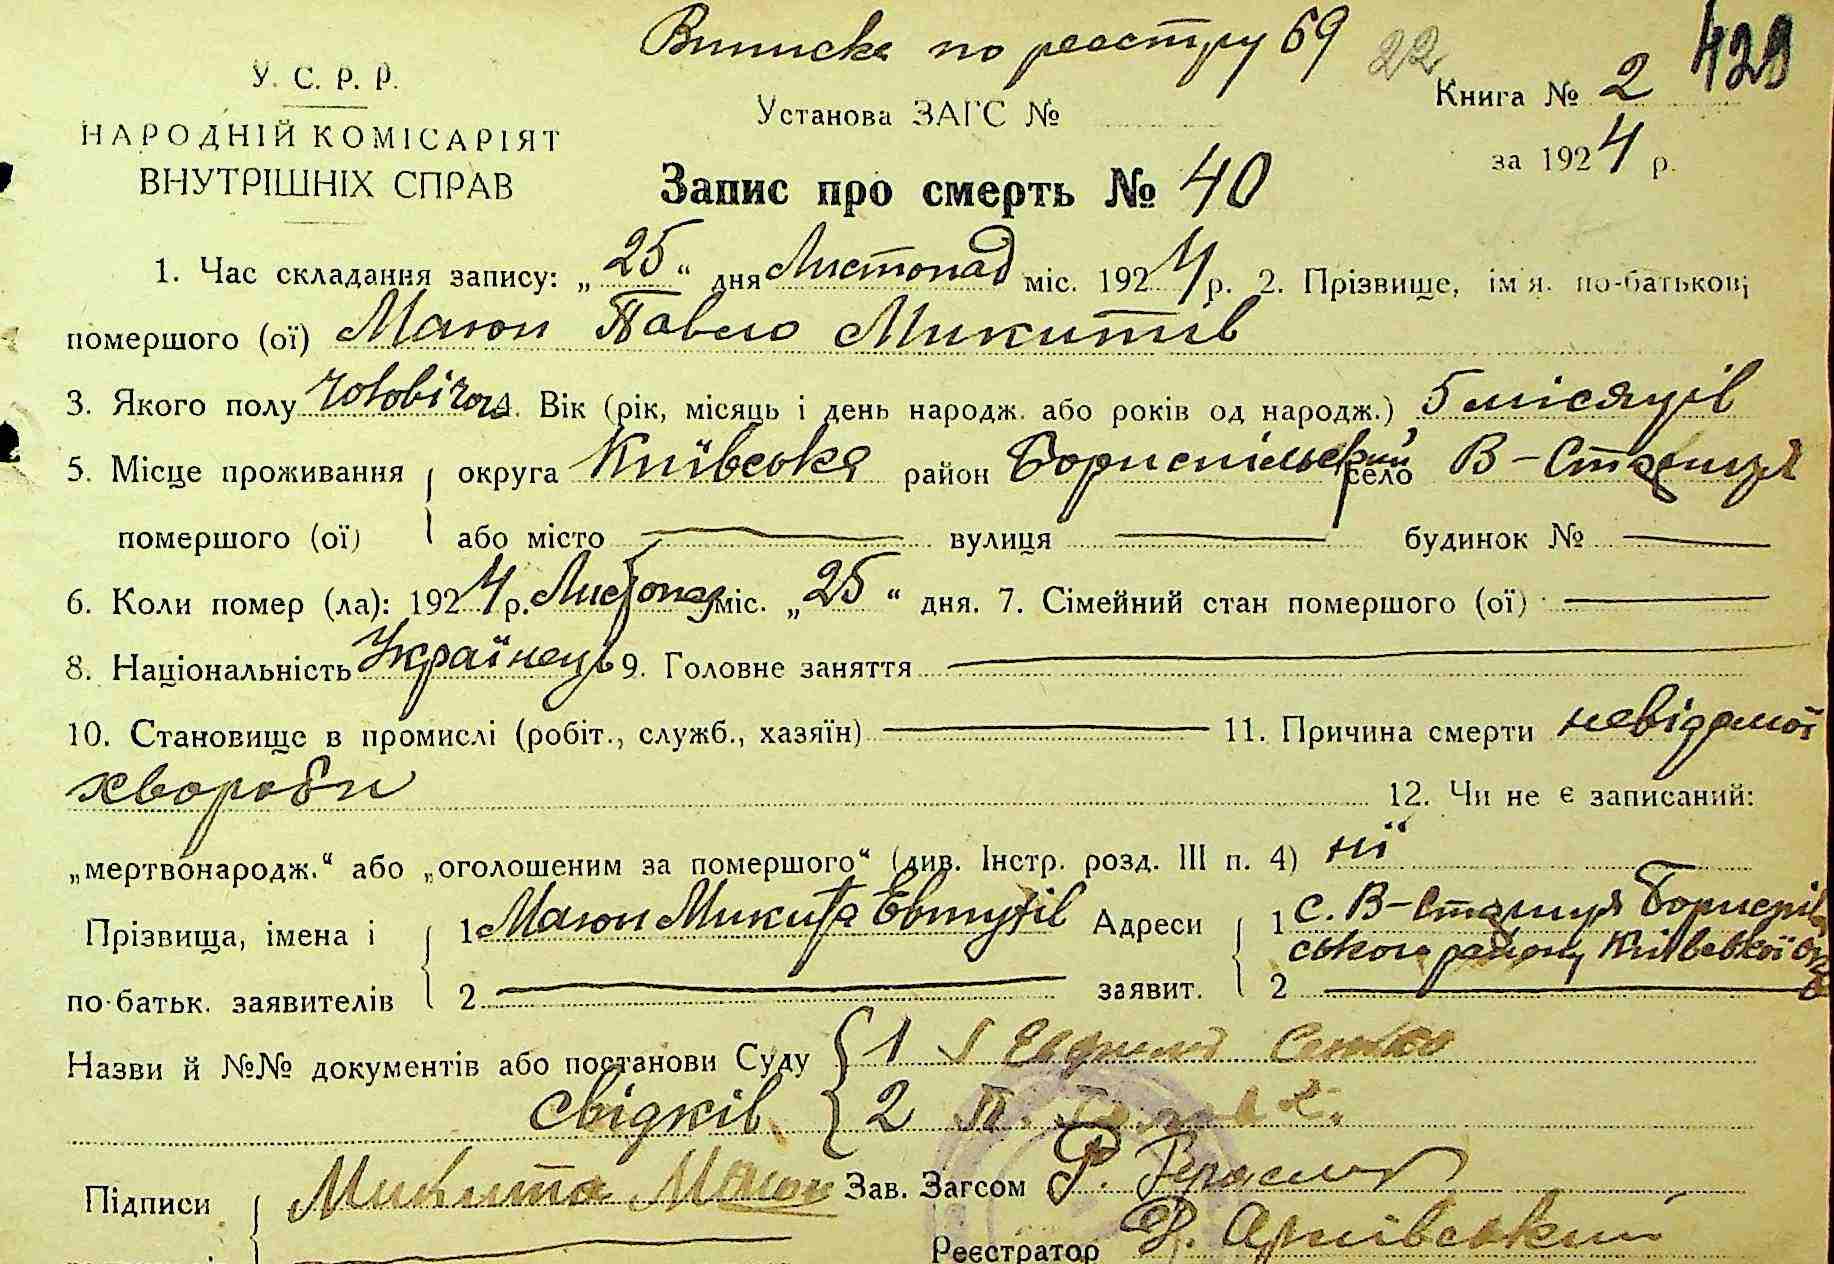 Виписка по реестру 69 22 429
У. С. Р. Р.
Установа ЗАГС №
Книга № 2
НАРОДНІЙ КОМІСАРІЯТ
ВНУТРІШНІХ СПРАВ
за 1924 р.
Запис про смерть № 40
1. Час складання запису: „25“ дня Листопад міс. 1924 р. 2. Прізвище, імя. по-батькові
помершого (ої) Магон Павло Микитів
3. Якого полу чоловічого. Вік (рік, місяць і день народж. або років од народж.) 5 місяців
5. Місце проживання округа Київська район Бориспільский село В-Стариця
помершого (ої) або місто — вулиця — будинок № —
6. Коли помер (ла): 1924 р. Листопад міс. „25“ дня. 7. Сімейний стан помершого (ої) —
8. Національність Українець 9. Головне заняття —
10. Становище в промислі (робіт., служб., хазяїн) — 11. Причина смерти невідомої
хвороби 12. Чи не є записаний:
„мертвонародж.“ або „оголошеним за помершого“ (див. Інстр. розд. III п. 4) ні
Прізвища, імена і 1 Магон Микита Евтухів Адреси 1 с. В-Стариця Бориспіль
ського району Київської
по-батьк. заявителів 2 — заявит. 2 —
Назви й №№ документів або постанови Суду 1
свідків 2 П.
Підписи Микита Магон Зав. Загсом Р.
Реєстратор